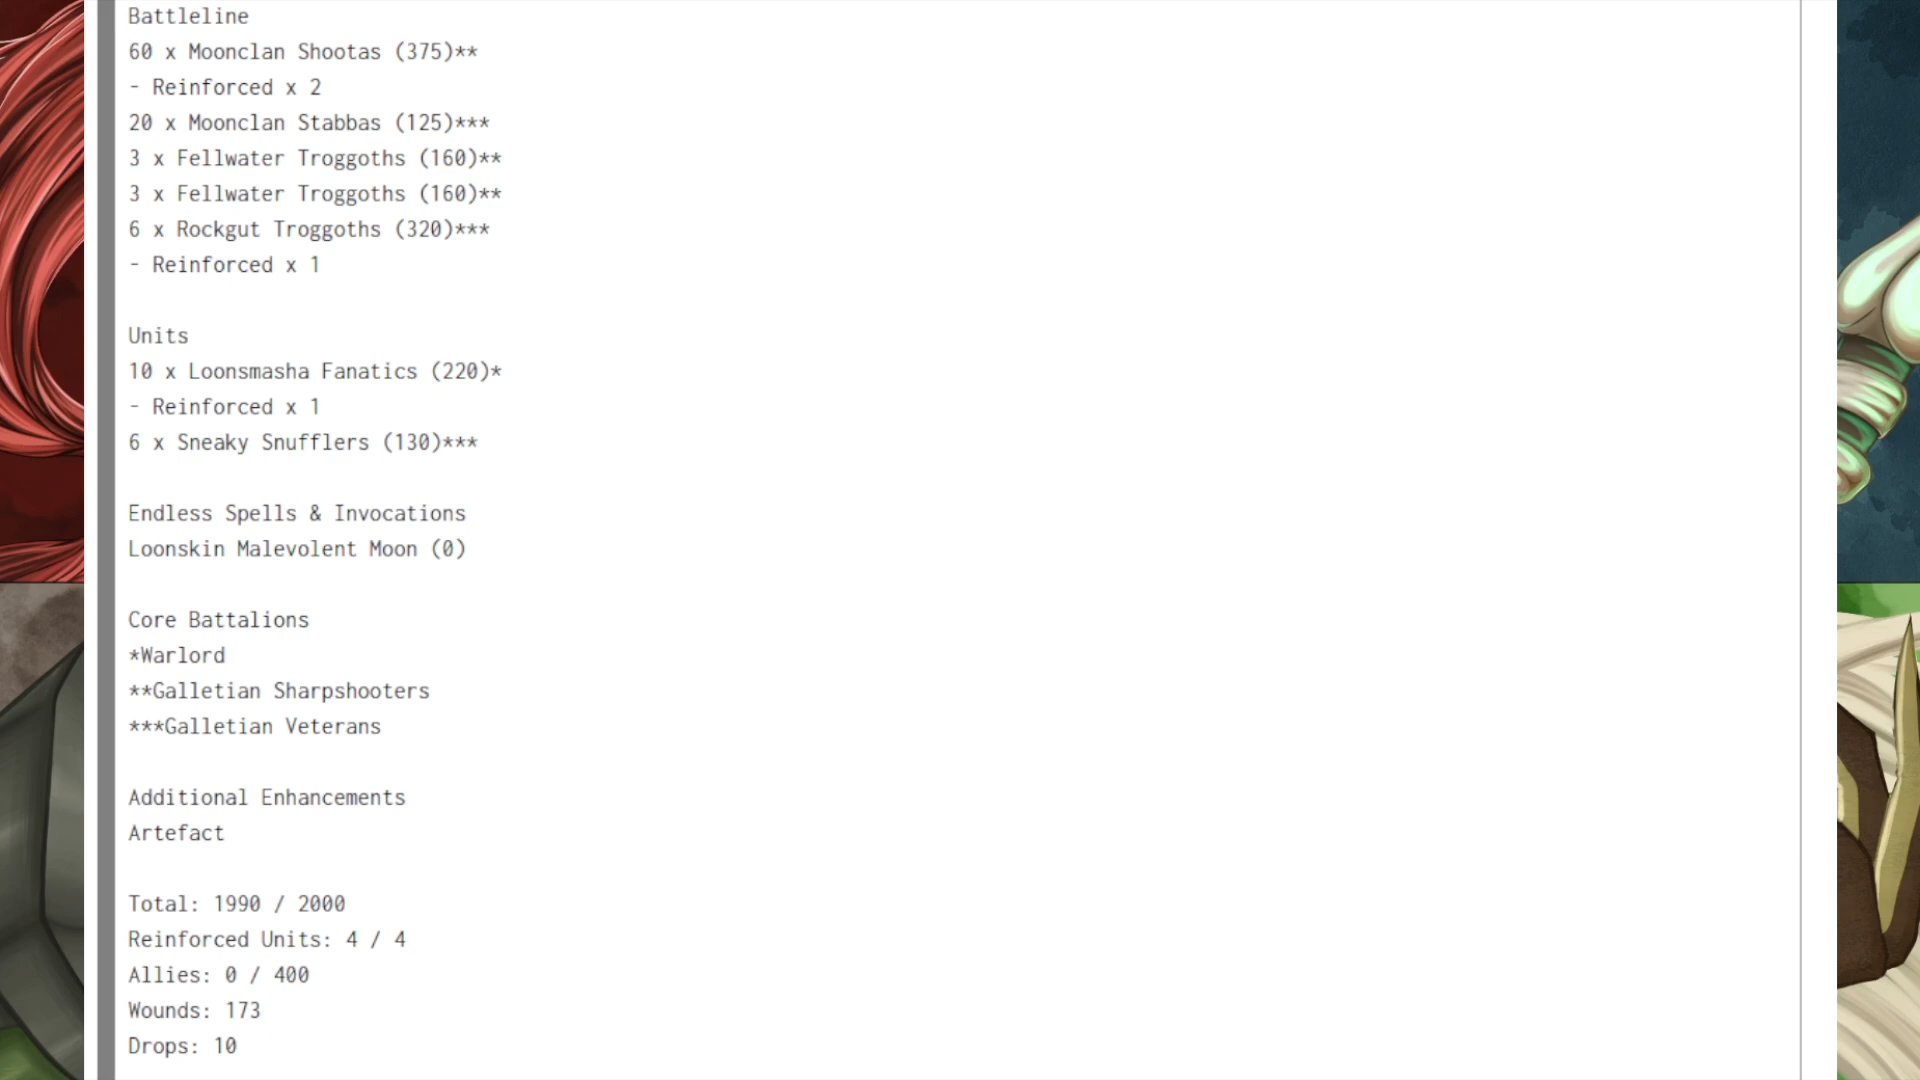 Battleline
60 x Moonclan Shootas (375)**
- Reinforced x 2
20 x Moonclan Stabbas (125)***
3 x Fellwater Troggoths (160)**
3 x Fellwater Troggoths (160)**
6 x Rockgut Troggoths (320)***
- Reinforced x 1
Units
10 x Loonsmasha Fanatics (220)*
- Reinforced x 1
6 x Sneaky Snufflers (130)***
Endless Spells & Invocations
Loonskin Malevolent Moon (0)
Core Battalions
*Warlord
**Galletian Sharpshooters
***Galletian Veterans
Additional Enhancements
Artefact
Total: 1990 / 2000
Reinforced Units: 4 / 4
Allies: 0 / 400
Wounds: 173
Drops: 10